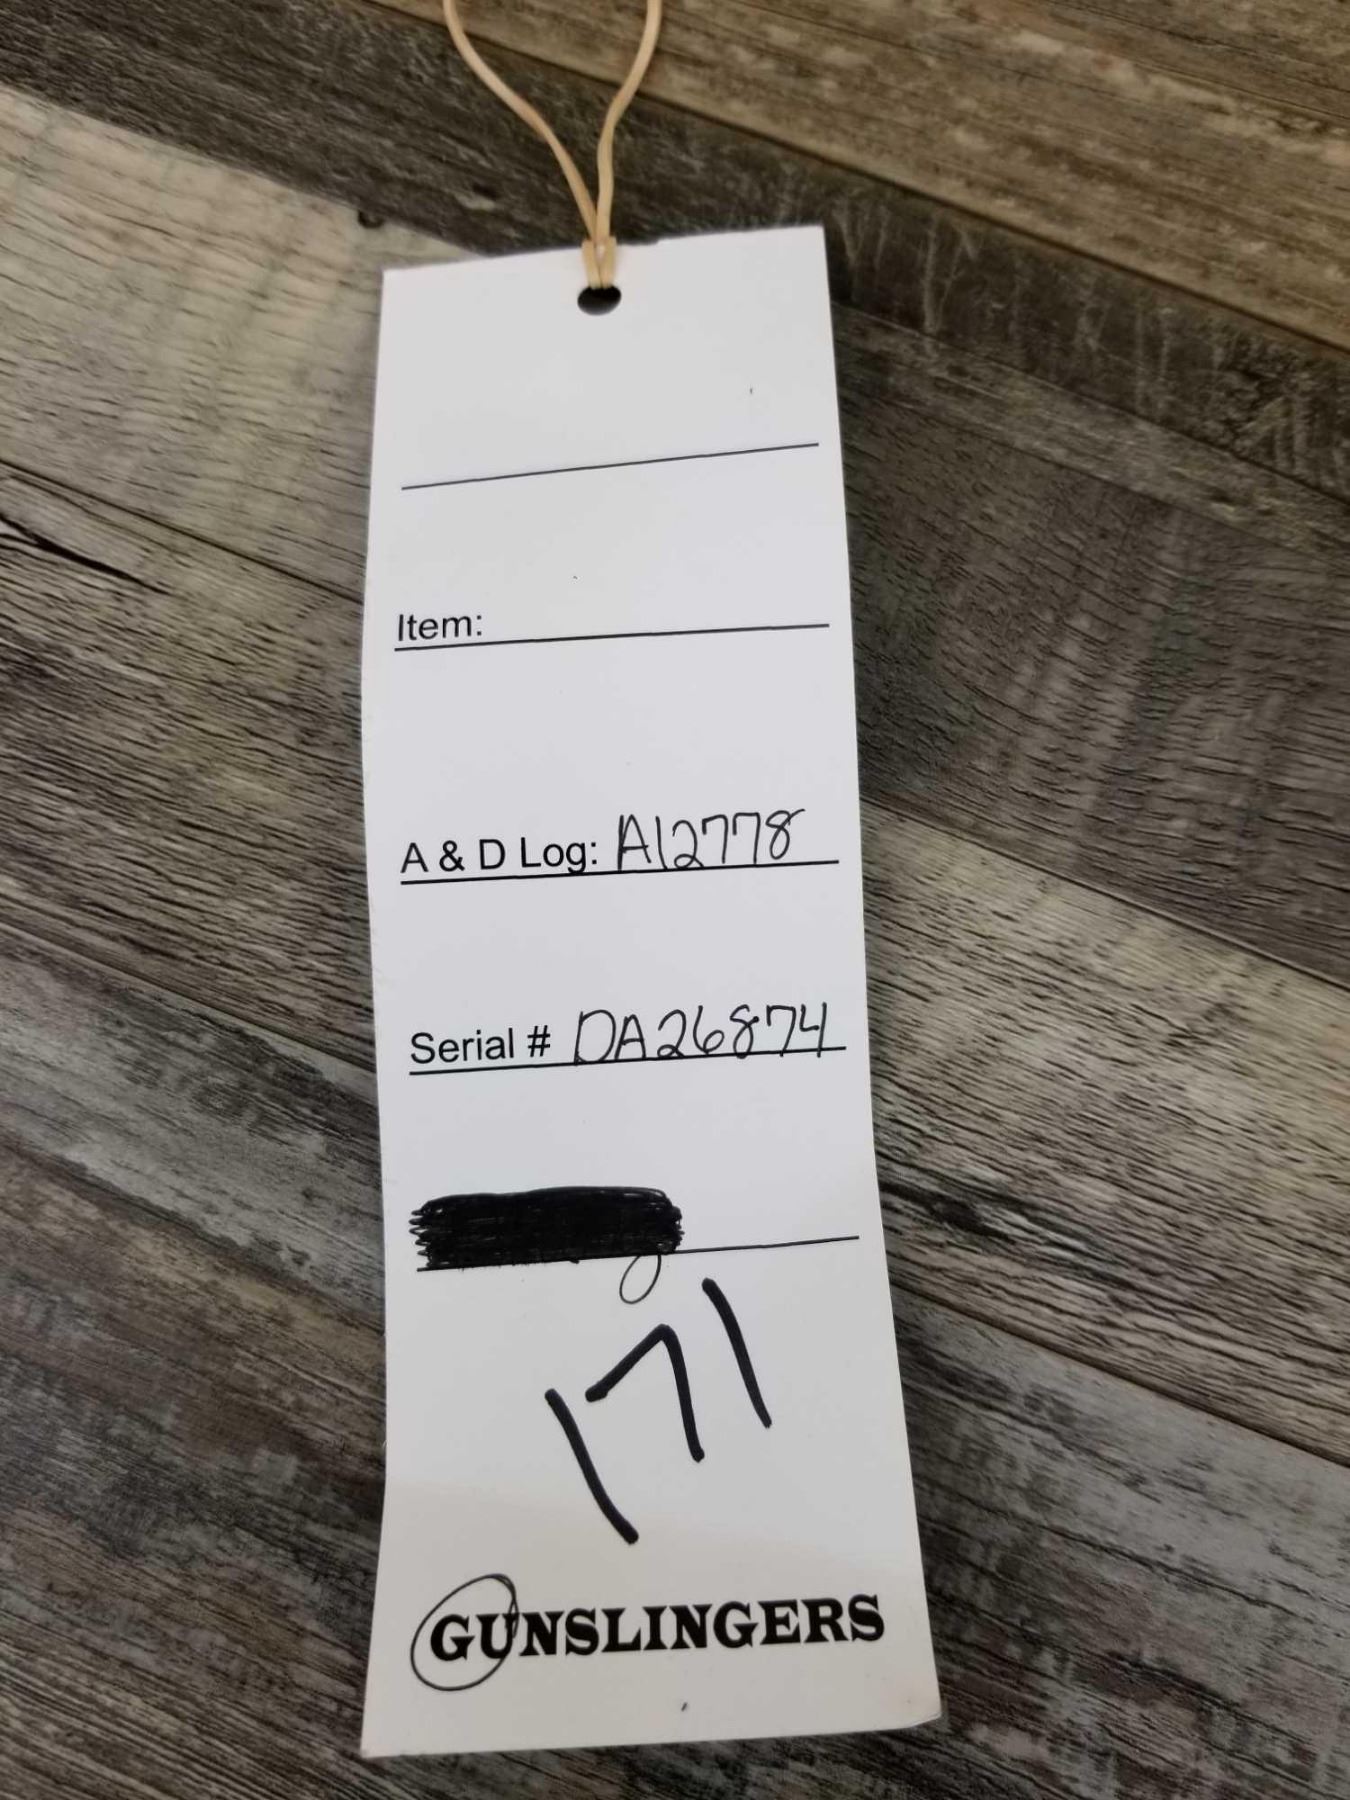 Item:
A & D Log: A12778
Serial # DA26874
171
GUNSLINGERS